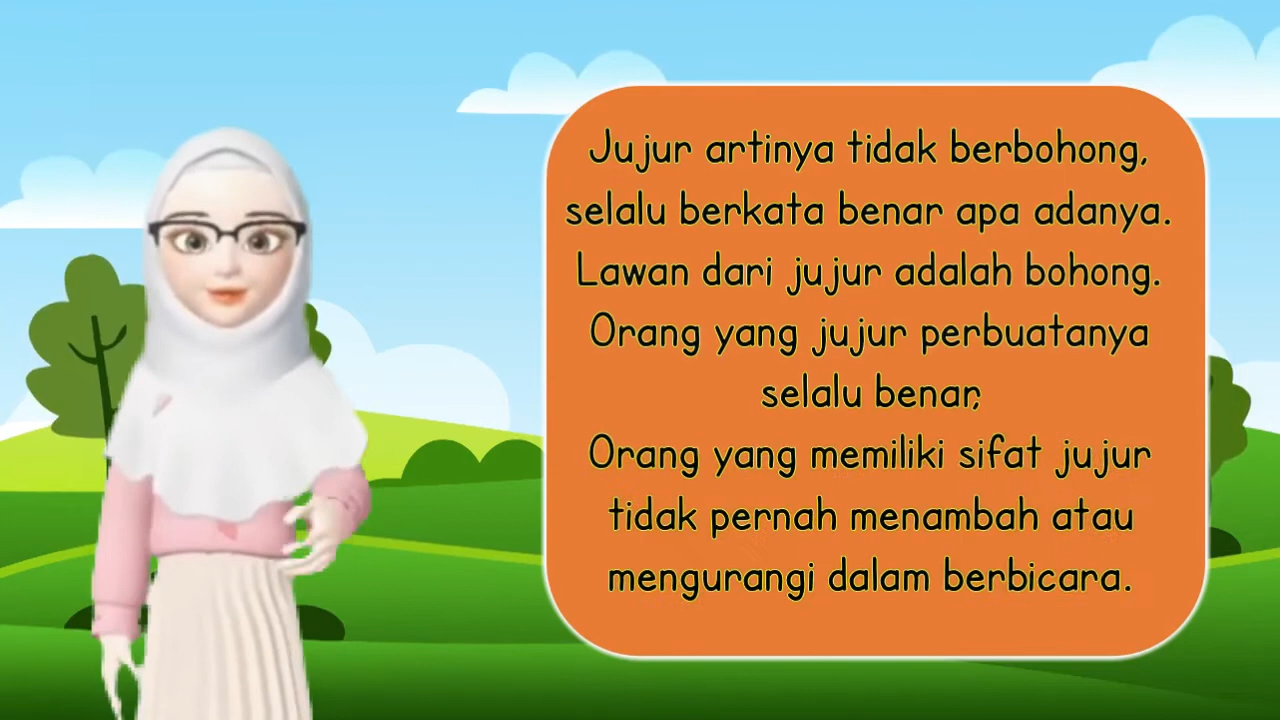 Jujur artinya tidak berbohong,
selalu berkata benar apa adanya.
Lawan dari jujur adalah bohong.
Orang yang jujur perbuatanya
selalu benar,
Orang yang memiliki sifat jujur
tidak pernah menambah atau
mengurangi dalam berbicara.